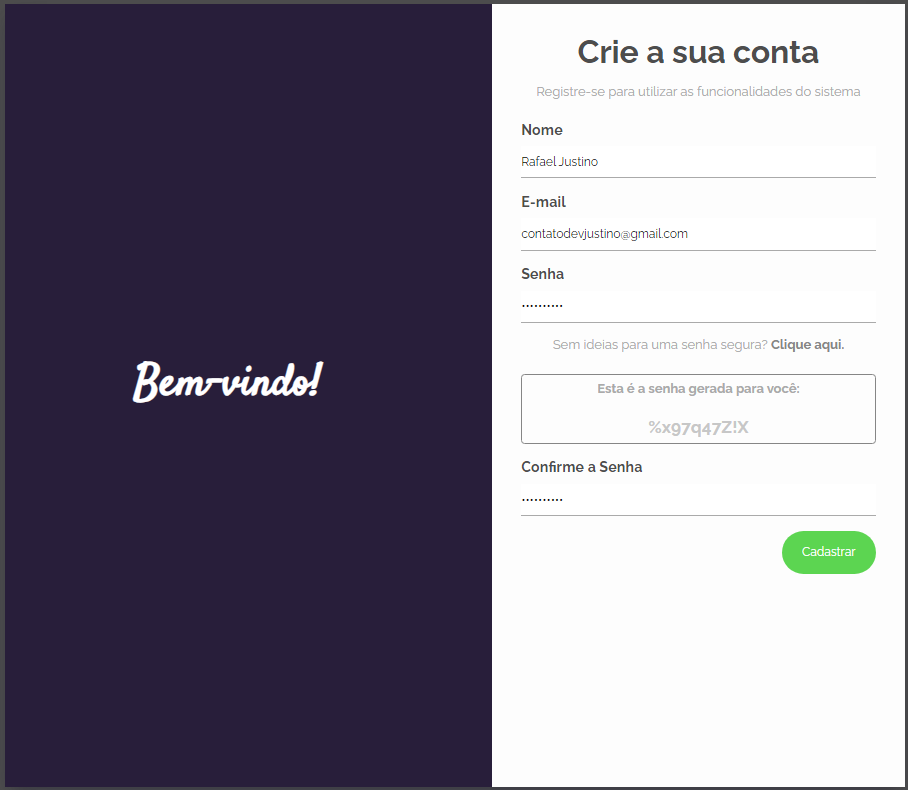 Bem-vindo!
Crie a sua conta
Registre-se para utilizar as funcionalidades do sistema
Nome
Rafael Justino
E-mail
contatodevjustino@gmail.com
Senha
••••••••••
Sem ideias para uma senha segura? Clique aqui.
Esta é a senha gerada para você:
%x97q47Z!X
Confirme a Senha
••••••••••
Cadastrar